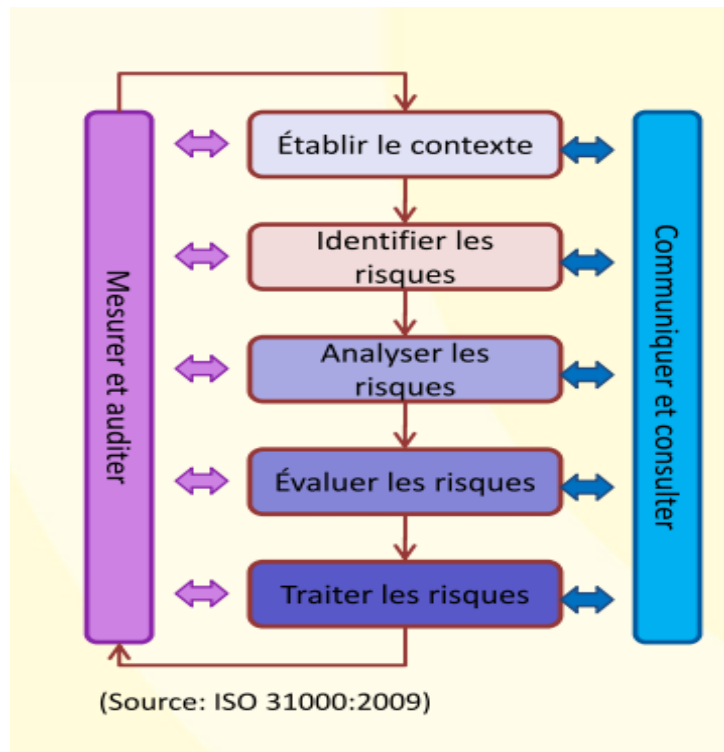 Établir le contexte
Identifier les
risques
Analyser les
risques
Évaluer les risques
Traiter les risques
Mesurer et auditer
Communiquer et consulter
(Source: ISO 31000:2009)